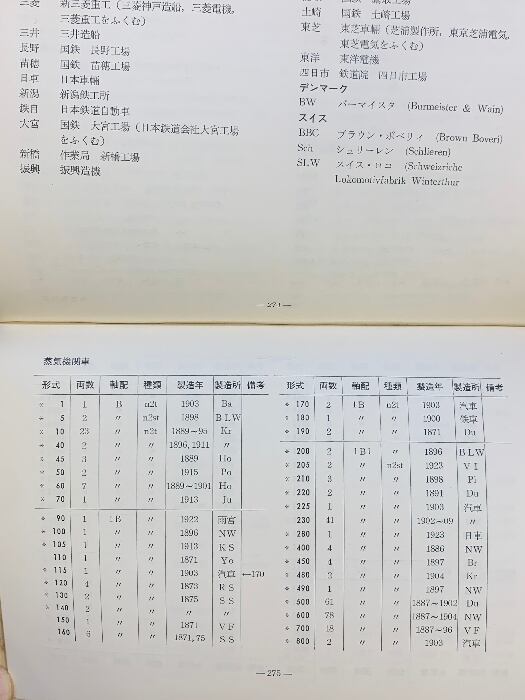 三菱 新三菱重工（三菱神戸造船，三菱電機，
三菱重工をふくむ）
三井 三井造船
長野 国鉄 長野工場
苗穂 国鉄 苗穂工場
日車 日本車輛
新潟 新潟鉄工所
鉄自 日本鉄道自動車
大宮 国鉄 大宮工場（日本鉄道会社大宮工場
をふくむ）
新橋 作業局 新橋工場
振興 振興造機
土崎 国鉄 土崎工場
東芝 東芝車輛（芝浦製作所，東京芝浦電気，
東芝電気をふくむ）
東洋 東洋電機
四日市 鉄道院 四日市工場
デンマーク
BW バーマイスタ (Burmeister & Wain)
スイス
BBC ブラウン・ボベリィ (Brown Boveri)
Sch シュリーレン (Schlieren)
SLW スイス・ロコ (Schweizriche
Lokomotivfabrik Winterthur
蒸気機関車
形式 両数 軸配 種類 製造年 製造所 備考
* 1 1 B n2t 1903 Ba
* 5 2 〃 n2st 1898 BLW
* 10 23 〃 n2t 1889~95 Kr
* 40 2 〃 〃 1896, 1911 〃
* 45 3 〃 〃 1889 Ho
* 50 2 〃 〃 1915 Po
* 60 7 〃 〃 1889~1901 Ho
* 70 1 〃 〃 1913 Ju
* 90 1 1B 〃 1922 雨宮
* 100 1 〃 〃 1896 NW
* 105 1 〃 〃 1913 KS
110 1 〃 〃 1871 Yo
* 115 1 〃 〃 1903 汽車 ←170
* 120 4 〃 〃 1873 KS
* 130 2 〃 〃 1875 SS
* 140 2 〃 〃 〃 〃
150 1 〃 〃 1871 VF
160 6 〃 〃 1871,75 SS
形式 両数 軸配 種類 製造年 製造所 備考
* 170 2 1B n2t 1903 汽車
* 180 1 〃 〃 1900 鉄車
* 190 2 〃 〃 1871 Du
* 200 2 1B1 〃 1896 BLW
* 205 2 〃 n2st 1923 VI
* 210 3 〃 〃 1898 Pi
* 220 2 〃 〃 1891 Du
* 225 1 〃 〃 1903 汽車
230 41 〃 〃 1902~09 〃
* 280 1 〃 〃 1923 日車
* 400 4 〃 〃 1886 NW
* 450 4 〃 〃 1897 Br
* 480 3 〃 〃 1904 Kr
* 490 1 〃 〃 1897 NW
* 500 61 〃 〃 1887~1902 Du
* 600 78 〃 〃 1887~1904 NW
* 700 18 〃 〃 1887~96 VF
* 800 2 〃 〃 1903 汽車
—275—